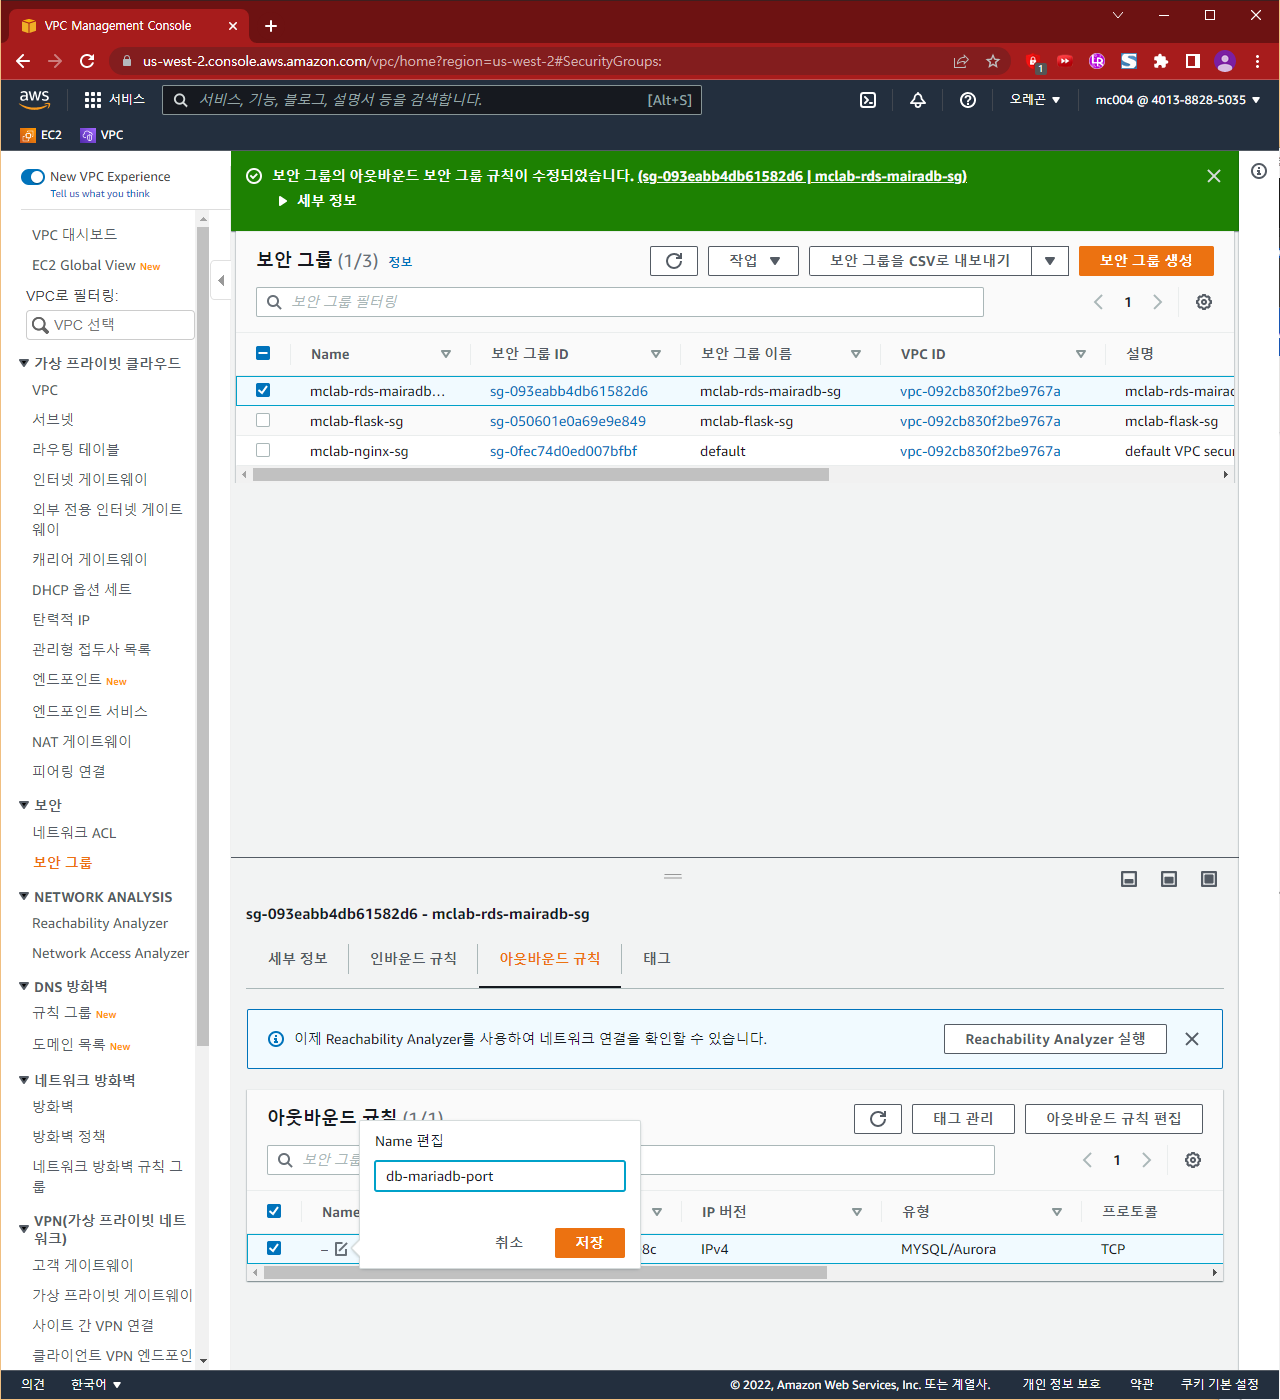 VPC Management Console
us-west-2.console.aws.amazon.com/vpc/home?region=us-west-2#SecurityGroups:
1
aws
서비스
서비스, 기능, 블로그, 설명서 등을 검색합니다.
[Alt+S]
오레곤
mc004 @ 4013-8828-5035
EC2
VPC
New VPC Experience
Tell us what you think
VPC 대시보드
EC2 Global View New
VPC로 필터링:
VPC 선택
가상 프라이빗 클라우드
VPC
서브넷
라우팅 테이블
인터넷 게이트웨이
외부 전용 인터넷 게이트
웨이
캐리어 게이트웨이
DHCP 옵션 세트
탄력적 IP
관리형 접두사 목록
엔드포인트 New
엔드포인트 서비스
NAT 게이트웨이
피어링 연결
보안
네트워크 ACL
보안 그룹
NETWORK ANALYSIS
Reachability Analyzer
Network Access Analyzer
DNS 방화벽
규칙 그룹 New
도메인 목록 New
네트워크 방화벽
방화벽
방화벽 정책
네트워크 방화벽 규칙 그
룹
VPN(가상 프라이빗 네트
워크)
고객 게이트웨이
가상 프라이빗 게이트웨이
사이트 간 VPN 연결
클라이언트 VPN 엔드포인
보안 그룹의 아웃바운드 보안 그룹 규칙이 수정되었습니다. (sg-093eabb4db61582d6 | mclab-rds-mairadb-sg)
세부 정보
보안 그룹 (1/3) 정보
작업
보안 그룹을 CSV로 내보내기
보안 그룹 생성
보안 그룹 필터링
1
Name 보안 그룹 ID 보안 그룹 이름 VPC ID 설명
mclab-rds-mairadb... sg-093eabb4db61582d6 mclab-rds-mairadb-sg vpc-092cb830f2be9767a mclab-rds-mairad
mclab-flask-sg sg-050601e0a69e9e849 mclab-flask-sg vpc-092cb830f2be9767a mclab-flask-sg
mclab-nginx-sg sg-0fec74d0ed007bfbf default vpc-092cb830f2be9767a default VPC secur
sg-093eabb4db61582d6 - mclab-rds-mairadb-sg
세부 정보
인바운드 규칙
아웃바운드 규칙
태그
이제 Reachability Analyzer를 사용하여 네트워크 연결을 확인할 수 있습니다.
Reachability Analyzer 실행
아웃바운드 규칙 (1/1)
태그 관리
아웃바운드 규칙 편집
보안 그룹
1
Name 편집
db-mariadb-port
취소
저장
Name IP 버전 유형 프로토콜
– 8c IPv4 MYSQL/Aurora TCP
의견
한국어
© 2022, Amazon Web Services, Inc. 또는 계열사.
개인 정보 보호
약관
쿠키 기본 설정